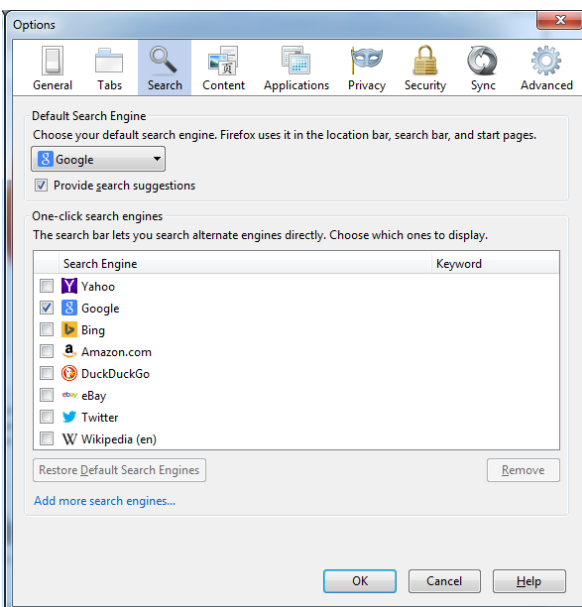 Options
General Tabs Search Content Applications Privacy Security Sync Advanced
Default Search Engine
Choose your default search engine. Firefox uses it in the location bar, search bar, and start pages.
Google
Provide search suggestions
One-click search engines
The search bar lets you search alternate engines directly. Choose which ones to display.
Search Engine Keyword
Yahoo
Google
Bing
Amazon.com
DuckDuckGo
eBay
Twitter
Wikipedia (en)
Restore Default Search Engines Remove
Add more search engines...
OK Cancel Help